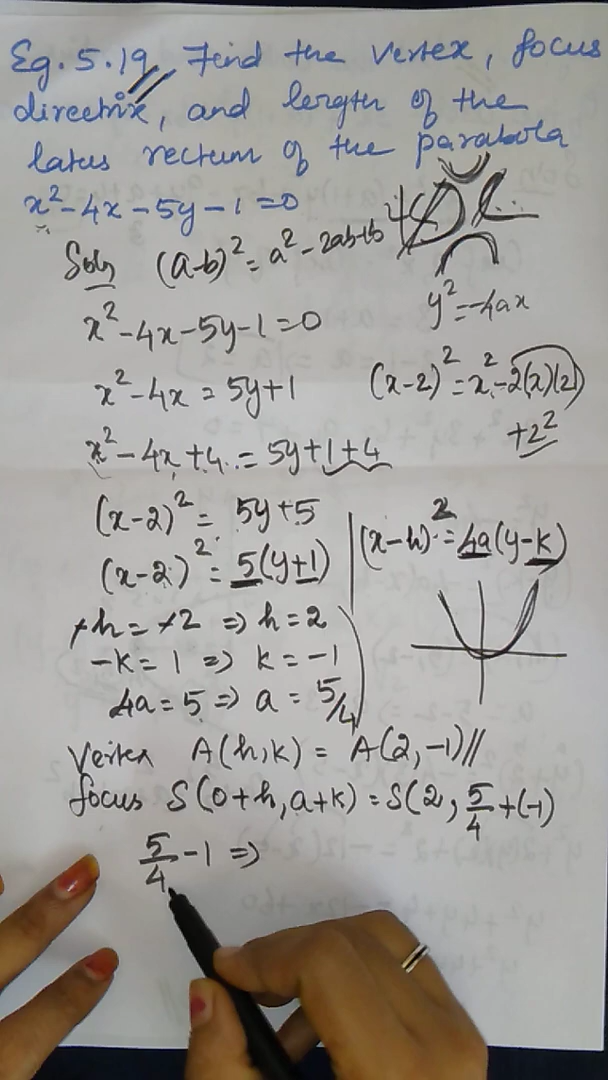 Eg. 5.19 Find the vertex, focus
directrix, and length of the
latus rectum of the parabola
x² - 4x - 5y - 1 = 0
Soln (a-b)² = a² - 2ab+b
y² = -4ax
x² - 4x - 5y - 1 = 0
x² - 4x = 5y + 1
(x-2)² = x² - 2(x)(2)
+2²
x² - 4x + 4 = 5y + 1 + 4
(x-2)² = 5y + 5
(x-2)² = 5(y+1)
(x-h)² = 4a(y-k)
-h = -2 => h = 2
-k = 1 => k = -1
4a = 5 => a = 5/4
Vertex A(h,k) = A(2,-1)//
focus S(0+h, a+k) = S(2, 5/4 + (-1)
5/4 - 1 =>